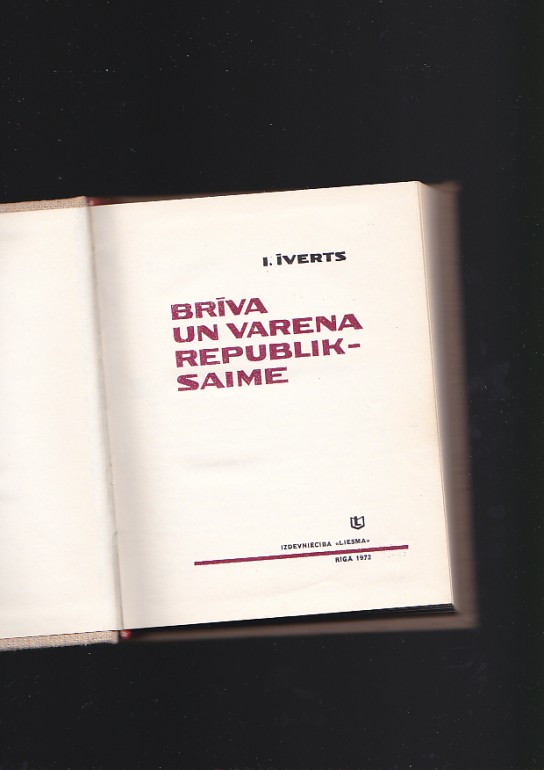 I. ĪVERTS
BRĪVA
UN VARENA
REPUBLIK-
SAIME
IZDEVNIECĪBA «LIESMA»
RĪGA 1972